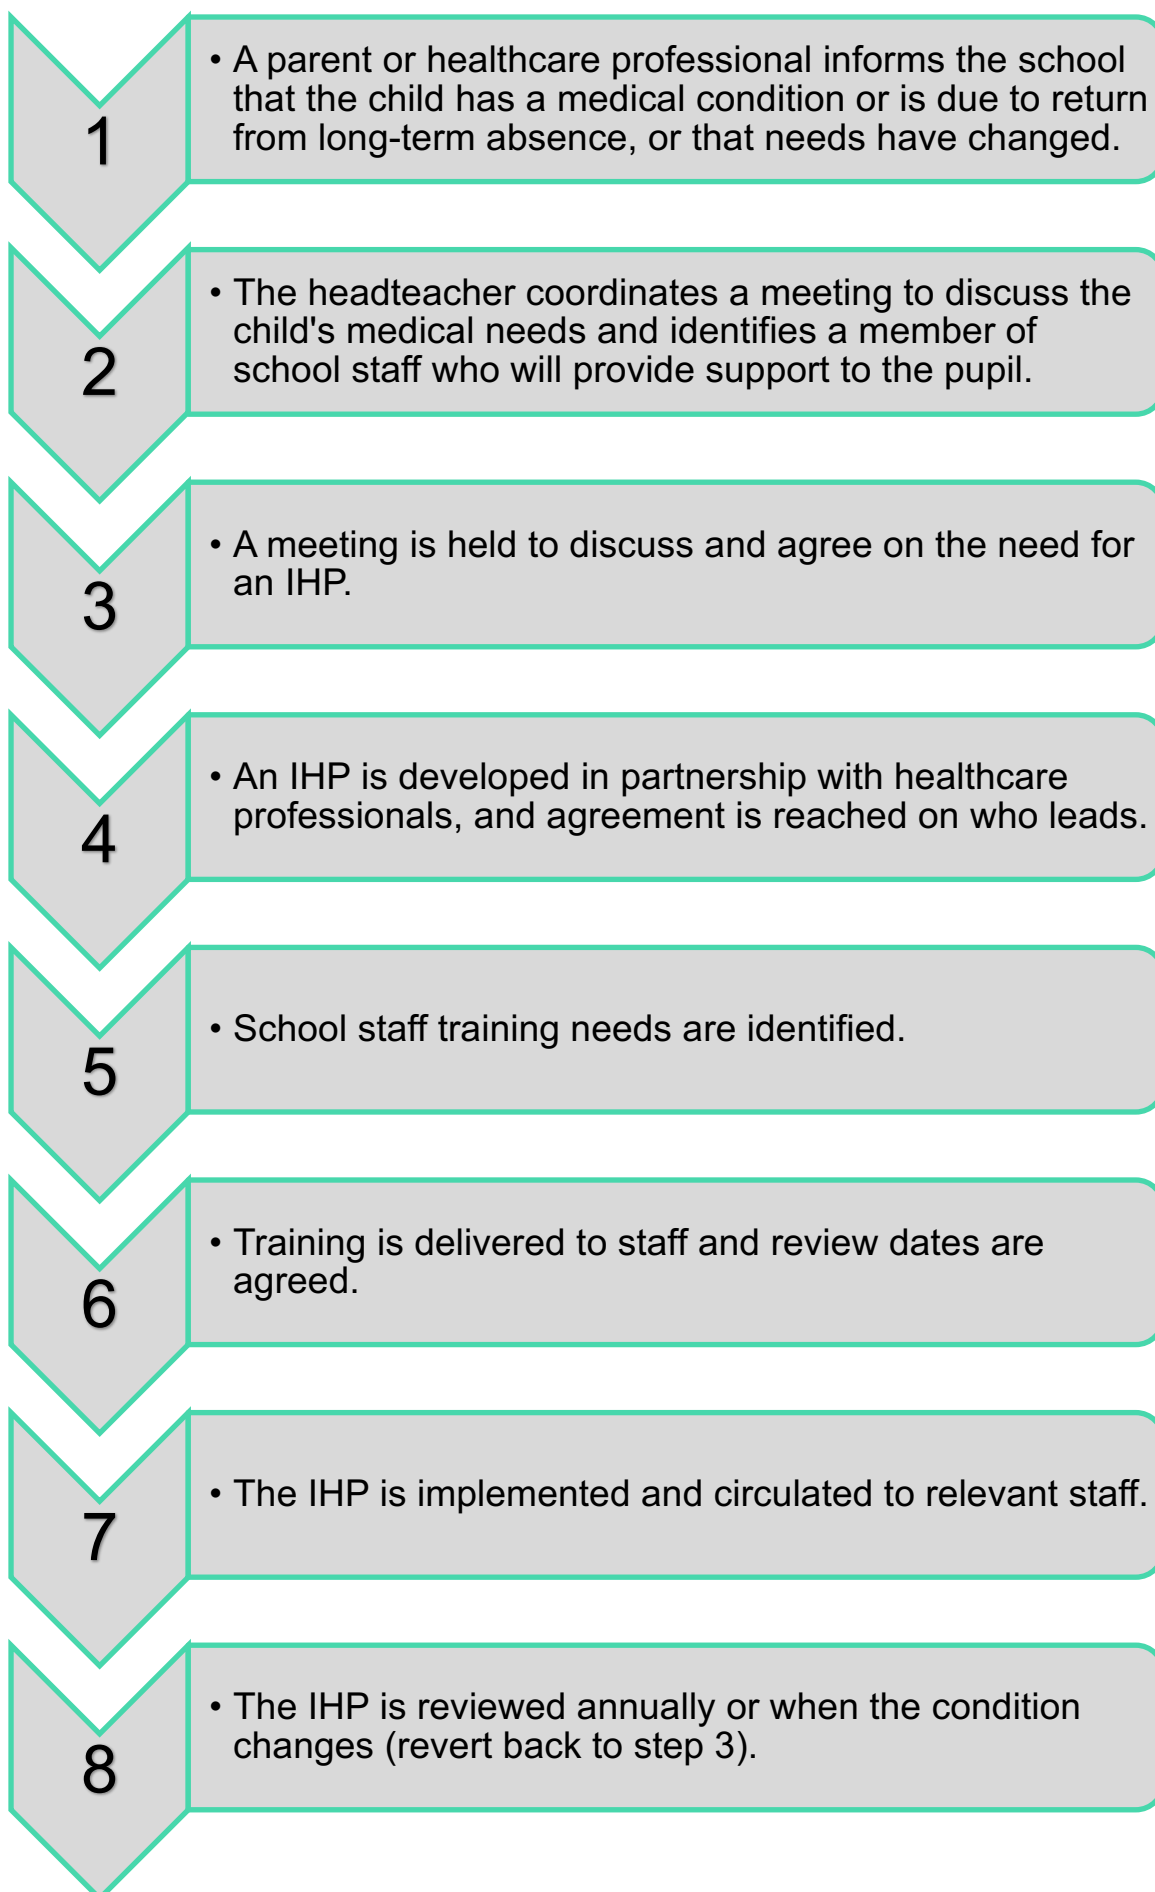 1
• A parent or healthcare professional informs the school
that the child has a medical condition or is due to return
from long-term absence, or that needs have changed.
2
• The headteacher coordinates a meeting to discuss the
child's medical needs and identifies a member of
school staff who will provide support to the pupil.
3
• A meeting is held to discuss and agree on the need for
an IHP.
4
• An IHP is developed in partnership with healthcare
professionals, and agreement is reached on who leads.
5
• School staff training needs are identified.
6
• Training is delivered to staff and review dates are
agreed.
7
• The IHP is implemented and circulated to relevant staff.
8
• The IHP is reviewed annually or when the condition
changes (revert back to step 3).